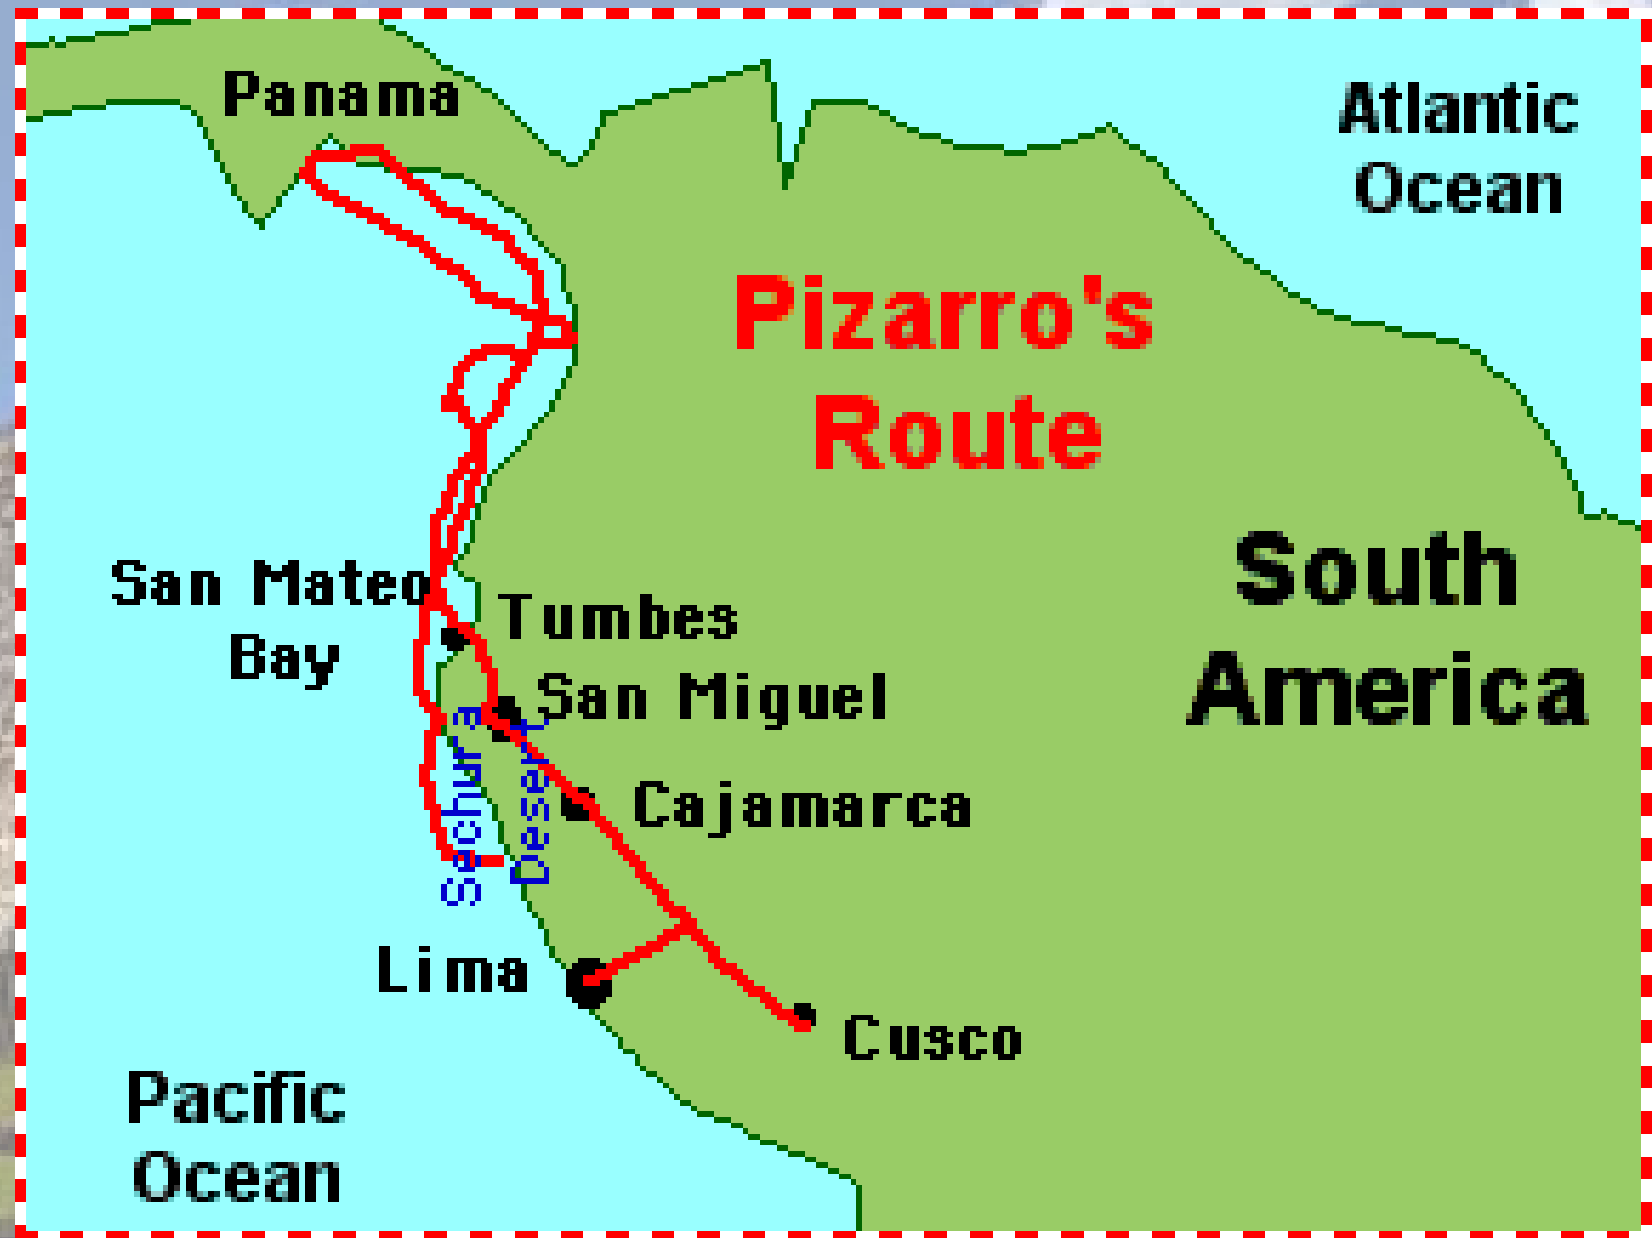 Panama
Atlantic
Ocean
Pizarro's
Route
South
America
San Mateo
Bay
Tumbes
San Miguel
Sechura
Desert
Cajamarca
Lima
Cusco
Pacific
Ocean